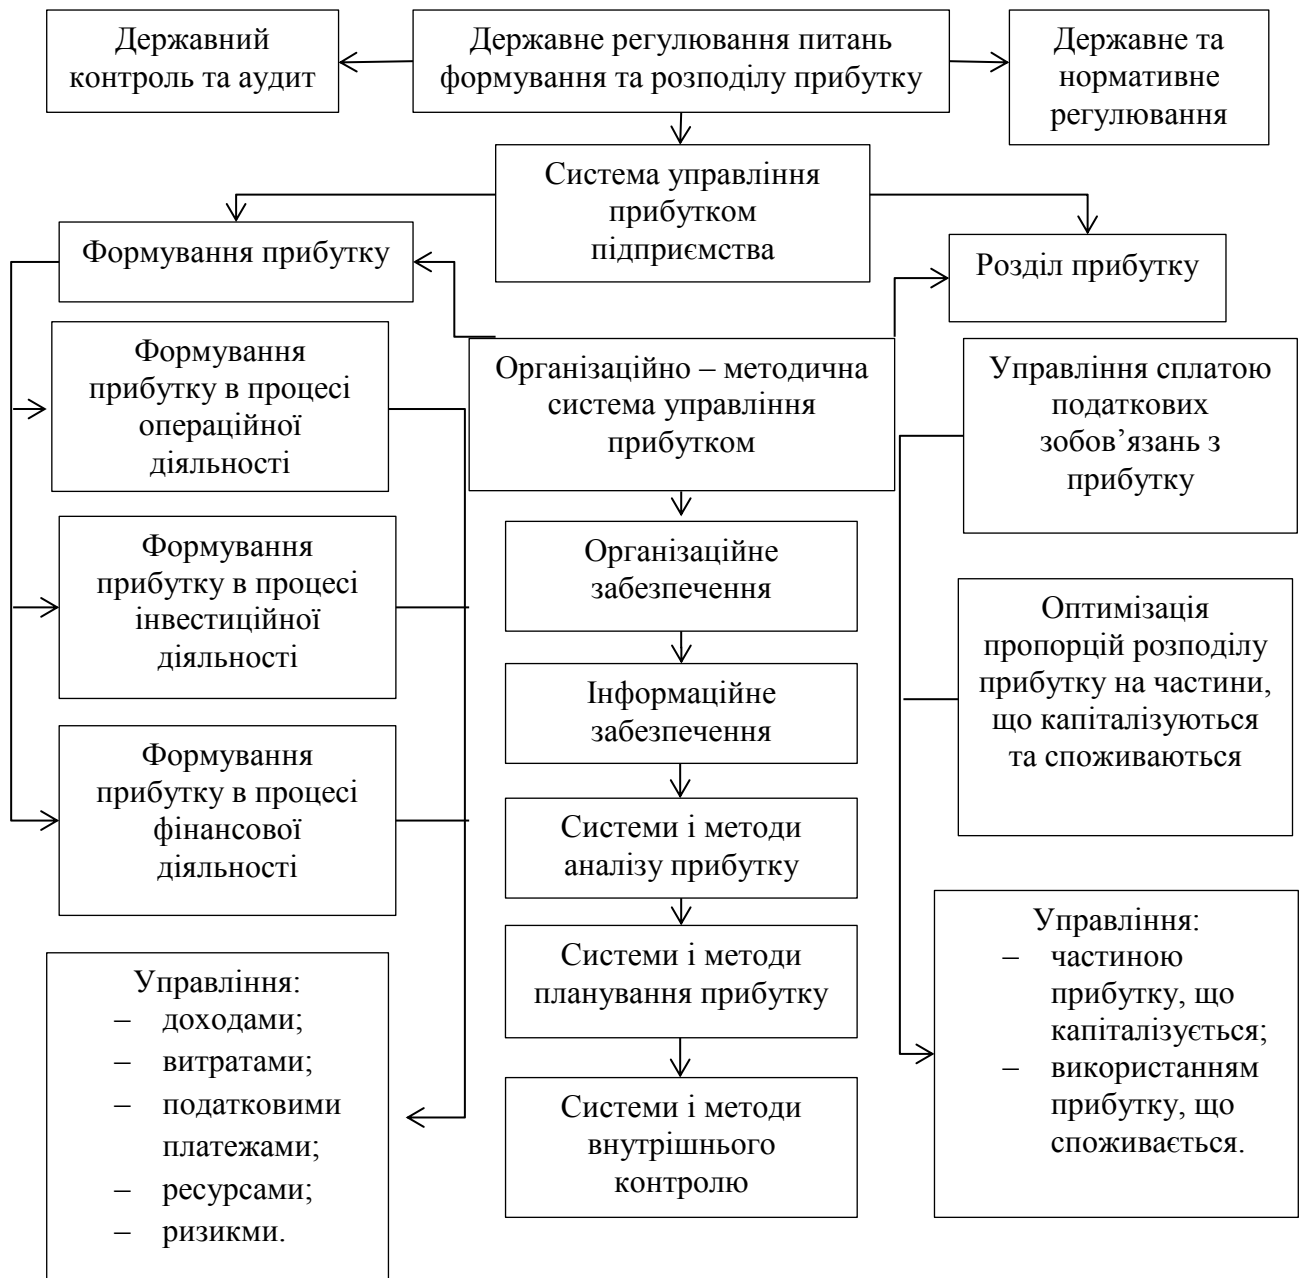 Державний
контроль та аудит
Державне регулювання питань
формування та розподілу прибутку
Державне та
нормативне
регулювання
Система управління
прибутком
підприємства
Формування прибутку
Розділ прибутку
Формування
прибутку в процесі
операційної
діяльності
Організаційно – методична
система управління
прибутком
Управління сплатою
податкових
зобов’язань з
прибутку
Формування
прибутку в процесі
інвестиційної
діяльності
Організаційне
забезпечення
Оптимізація
пропорцій розподілу
прибутку на частини,
що капіталізуються
та споживаються
Інформаційне
забезпечення
Формування
прибутку в процесі
фінансової
діяльності
Системи і методи
аналізу прибутку
Управління:
– доходами;
– витратами;
– податковими
платежами;
– ресурсами;
– ризикми.
Системи і методи
планування прибутку
Системи і методи
внутрішнього
контролю
Управління:
– частиною
прибутку, що
капіталізується;
– використанням
прибутку, що
споживається.